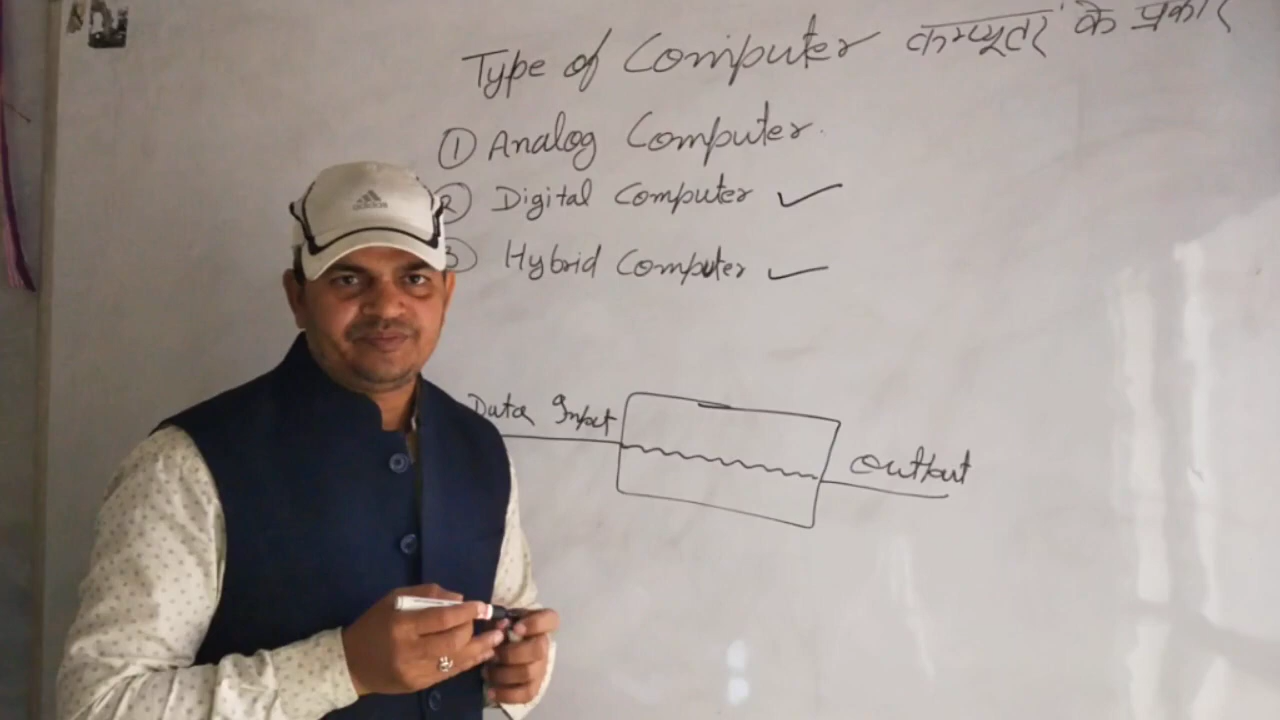 Type of Computer कम्प्यूटर के प्रकार
① Analog Computer.
② Digital Computer ✓
③ Hybrid Computer ✓
adidas
Data Input
Output